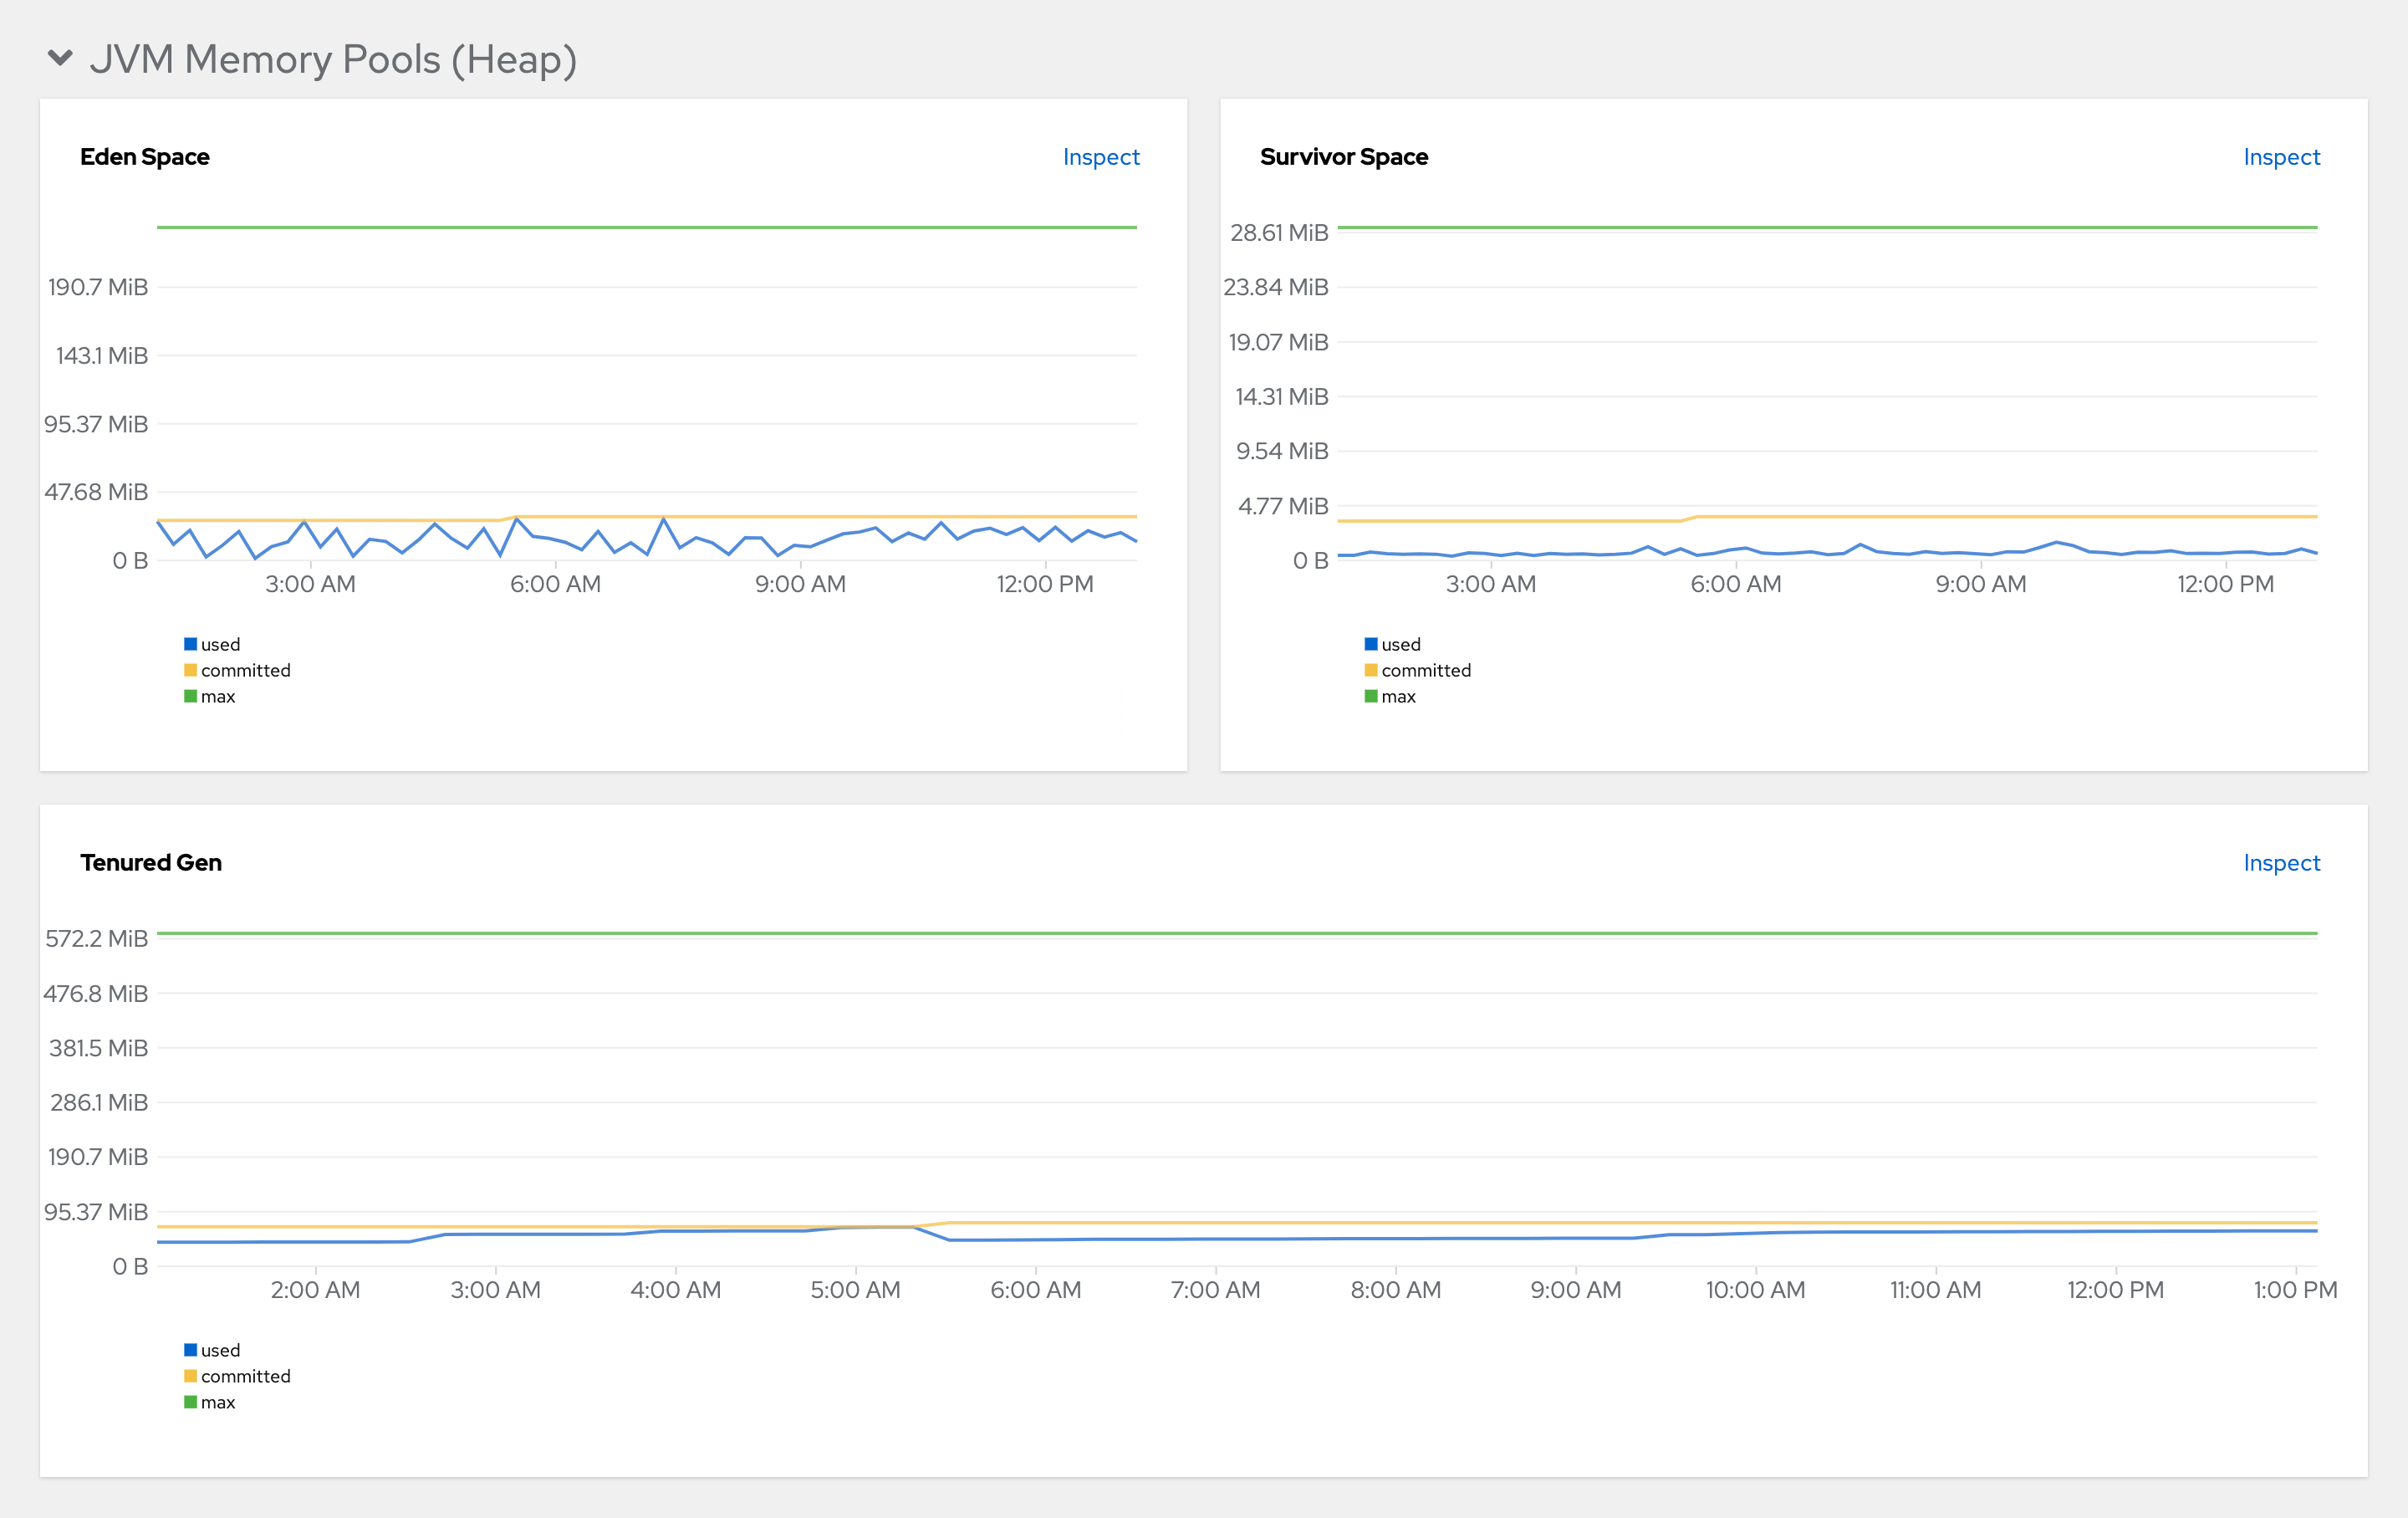 JVM Memory Pools (Heap)
Eden Space
Inspect
190.7 MiB
143.1 MiB
95.37 MiB
47.68 MiB
0 B
3:00 AM 6:00 AM 9:00 AM 12:00 PM
used
committed
max
Survivor Space
Inspect
28.61 MiB
23.84 MiB
19.07 MiB
14.31 MiB
9.54 MiB
4.77 MiB
0 B
3:00 AM 6:00 AM 9:00 AM 12:00 PM
used
committed
max
Tenured Gen
Inspect
572.2 MiB
476.8 MiB
381.5 MiB
286.1 MiB
190.7 MiB
95.37 MiB
0 B
2:00 AM 3:00 AM 4:00 AM 5:00 AM 6:00 AM 7:00 AM 8:00 AM 9:00 AM 10:00 AM 11:00 AM 12:00 PM 1:00 PM
used
committed
max